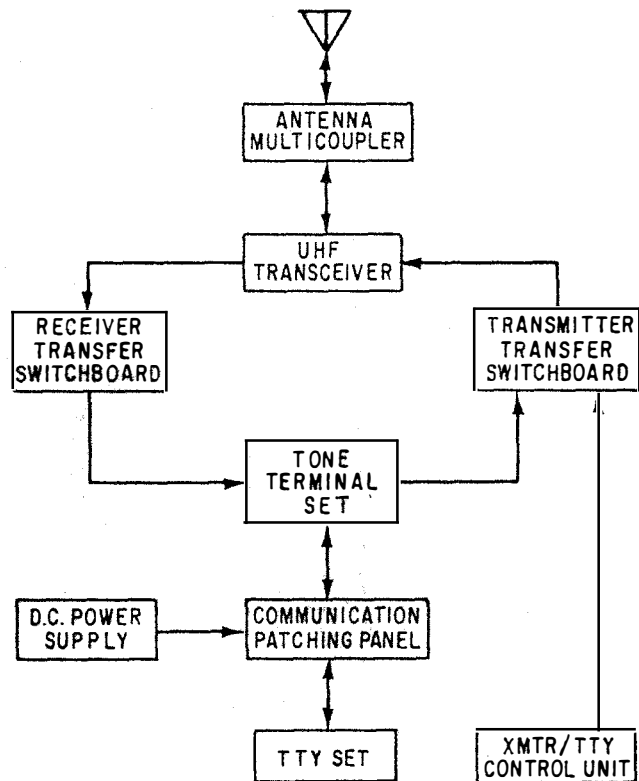 ANTENNA
MULTICOUPLER
UHF
TRANSCEIVER
RECEIVER
TRANSFER
SWITCHBOARD
TRANSMITTER
TRANSFER
SWITCHBOARD
TONE
TERMINAL
SET
D.C. POWER
SUPPLY
COMMUNICATION
PATCHING PANEL
TTY SET
XMTR/TTY
CONTROL UNIT